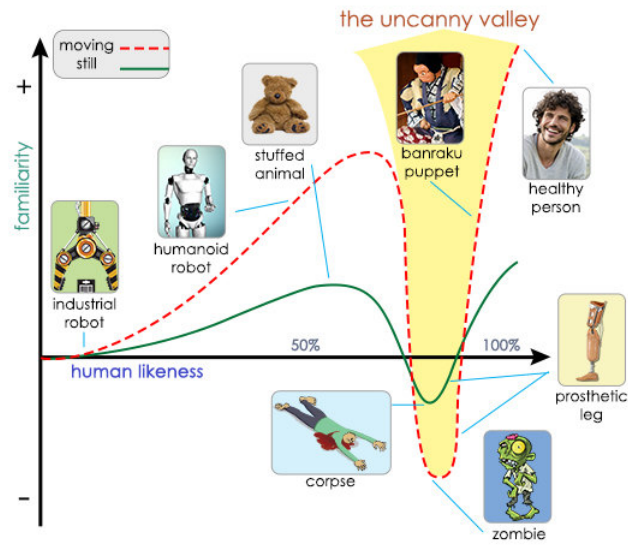 the uncanny valley
moving
still
+
familiarity
stuffed
animal
banraku
puppet
healthy
person
humanoid
robot
industrial
robot
50%
100%
human likeness
prosthetic
leg
corpse
zombie
–